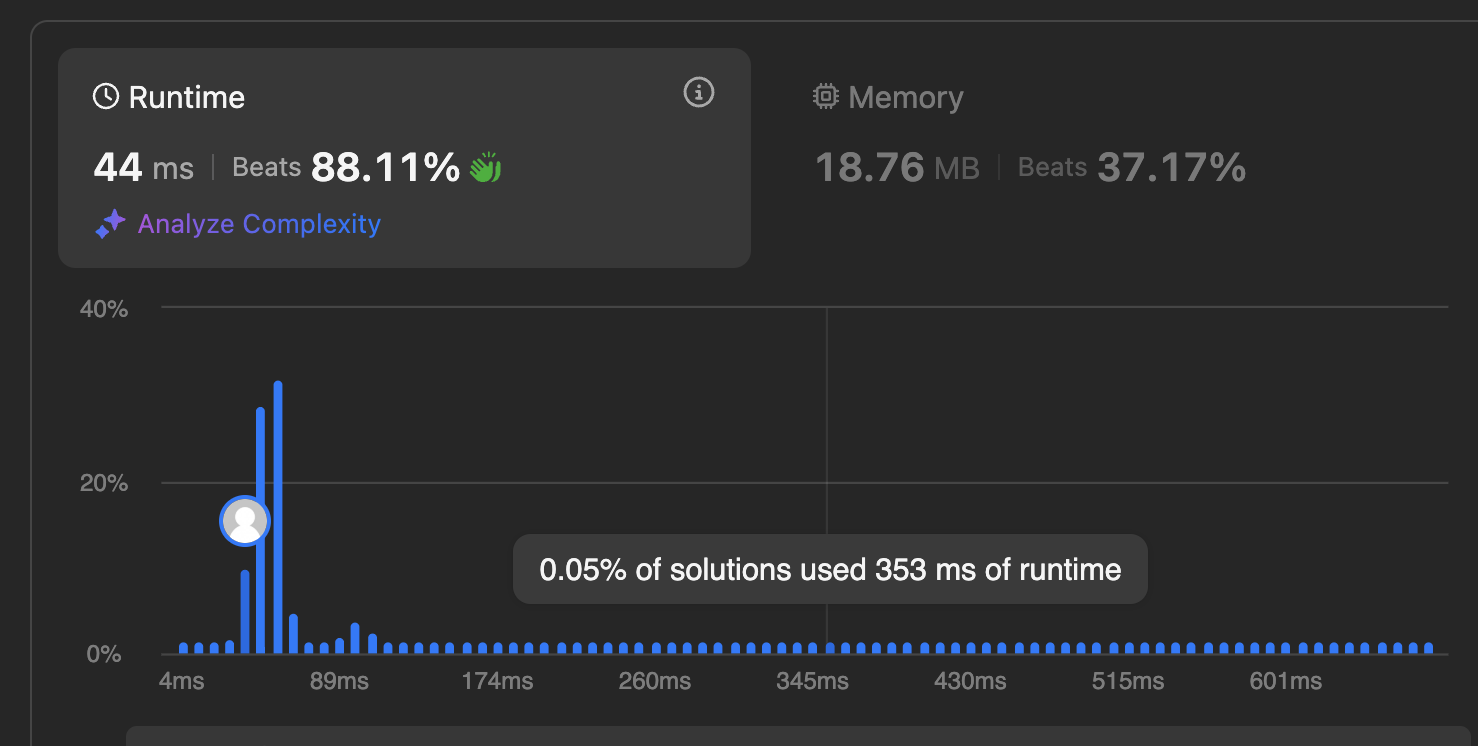 Runtime
44 ms | Beats 88.11%
Analyze Complexity
Memory
18.76 MB | Beats 37.17%
40%
20%
0%
0.05% of solutions used 353 ms of runtime
4ms 89ms 174ms 260ms 345ms 430ms 515ms 601ms